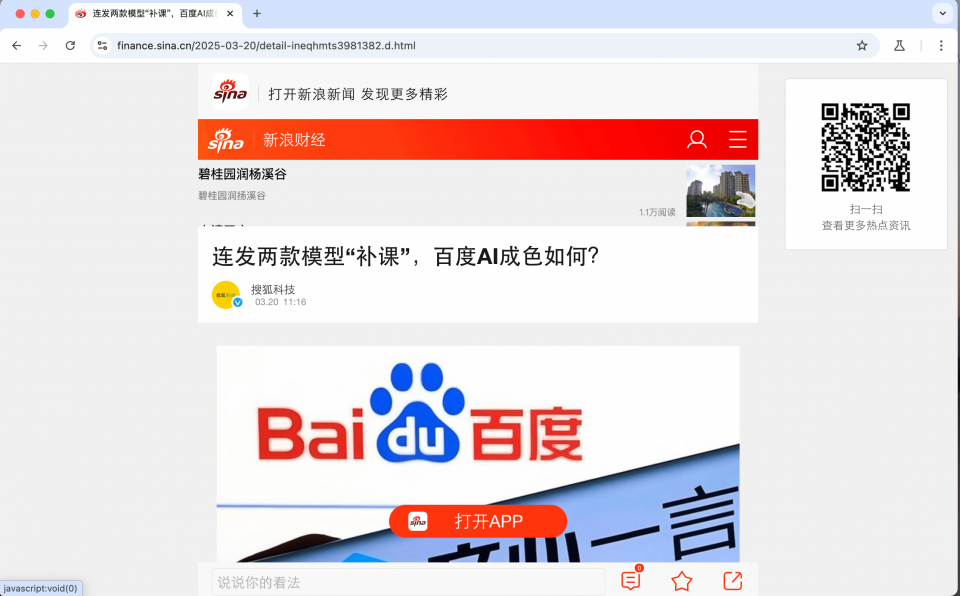 连发两款模型“补课”，百度AI成
finance.sina.cn/2025-03-20/detail-ineqhmts3981382.d.html
sina
打开新浪新闻 发现更多精彩
sina
新浪财经
碧桂园润杨溪谷
碧桂园润扬溪谷
1.1万阅读
扫一扫
查看更多热点资讯
连发两款模型“补课”，百度AI成色如何？
搜狐科技
03.20 11:16
Bai du 百度
文心一言
sina
打开APP
说说你的看法
0
javascript:void(0)